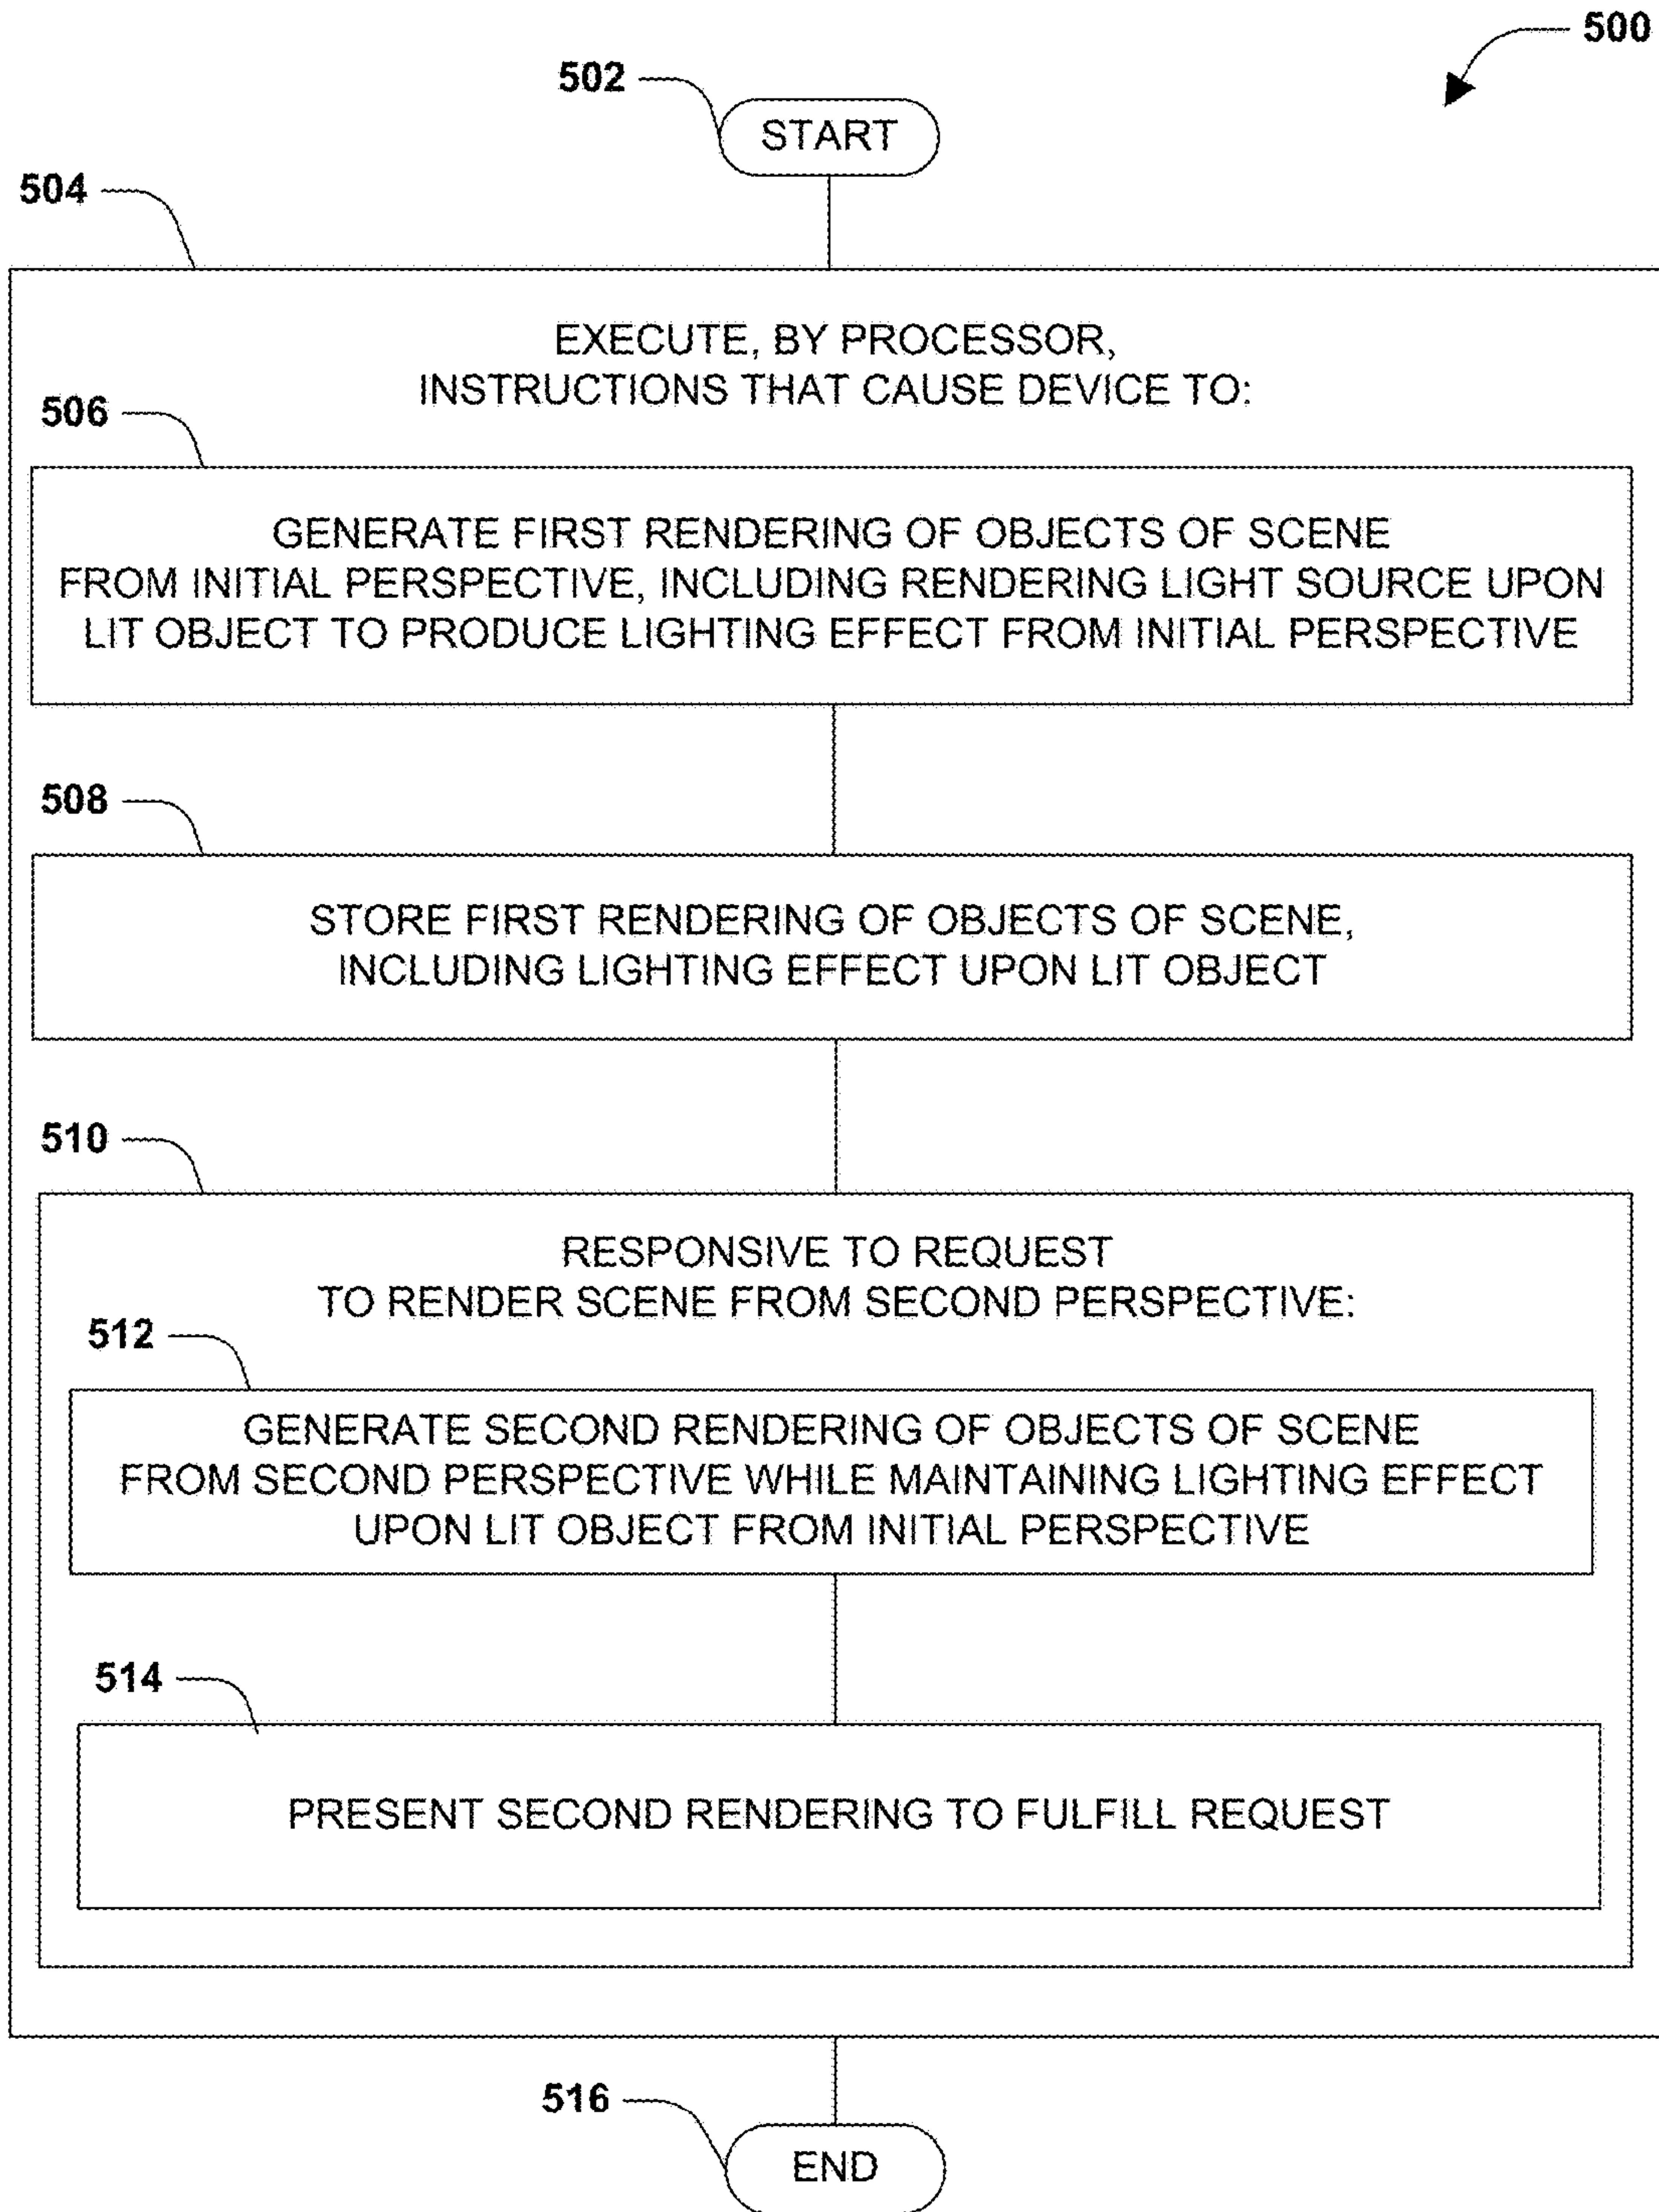 500
502
START
504
EXECUTE, BY PROCESSOR,
INSTRUCTIONS THAT CAUSE DEVICE TO:
506
GENERATE FIRST RENDERING OF OBJECTS OF SCENE
FROM INITIAL PERSPECTIVE, INCLUDING RENDERING LIGHT SOURCE UPON
LIT OBJECT TO PRODUCE LIGHTING EFFECT FROM INITIAL PERSPECTIVE
508
STORE FIRST RENDERING OF OBJECTS OF SCENE,
INCLUDING LIGHTING EFFECT UPON LIT OBJECT
510
RESPONSIVE TO REQUEST
TO RENDER SCENE FROM SECOND PERSPECTIVE:
512
GENERATE SECOND RENDERING OF OBJECTS OF SCENE
FROM SECOND PERSPECTIVE WHILE MAINTAINING LIGHTING EFFECT
UPON LIT OBJECT FROM INITIAL PERSPECTIVE
514
PRESENT SECOND RENDERING TO FULFILL REQUEST
516
END